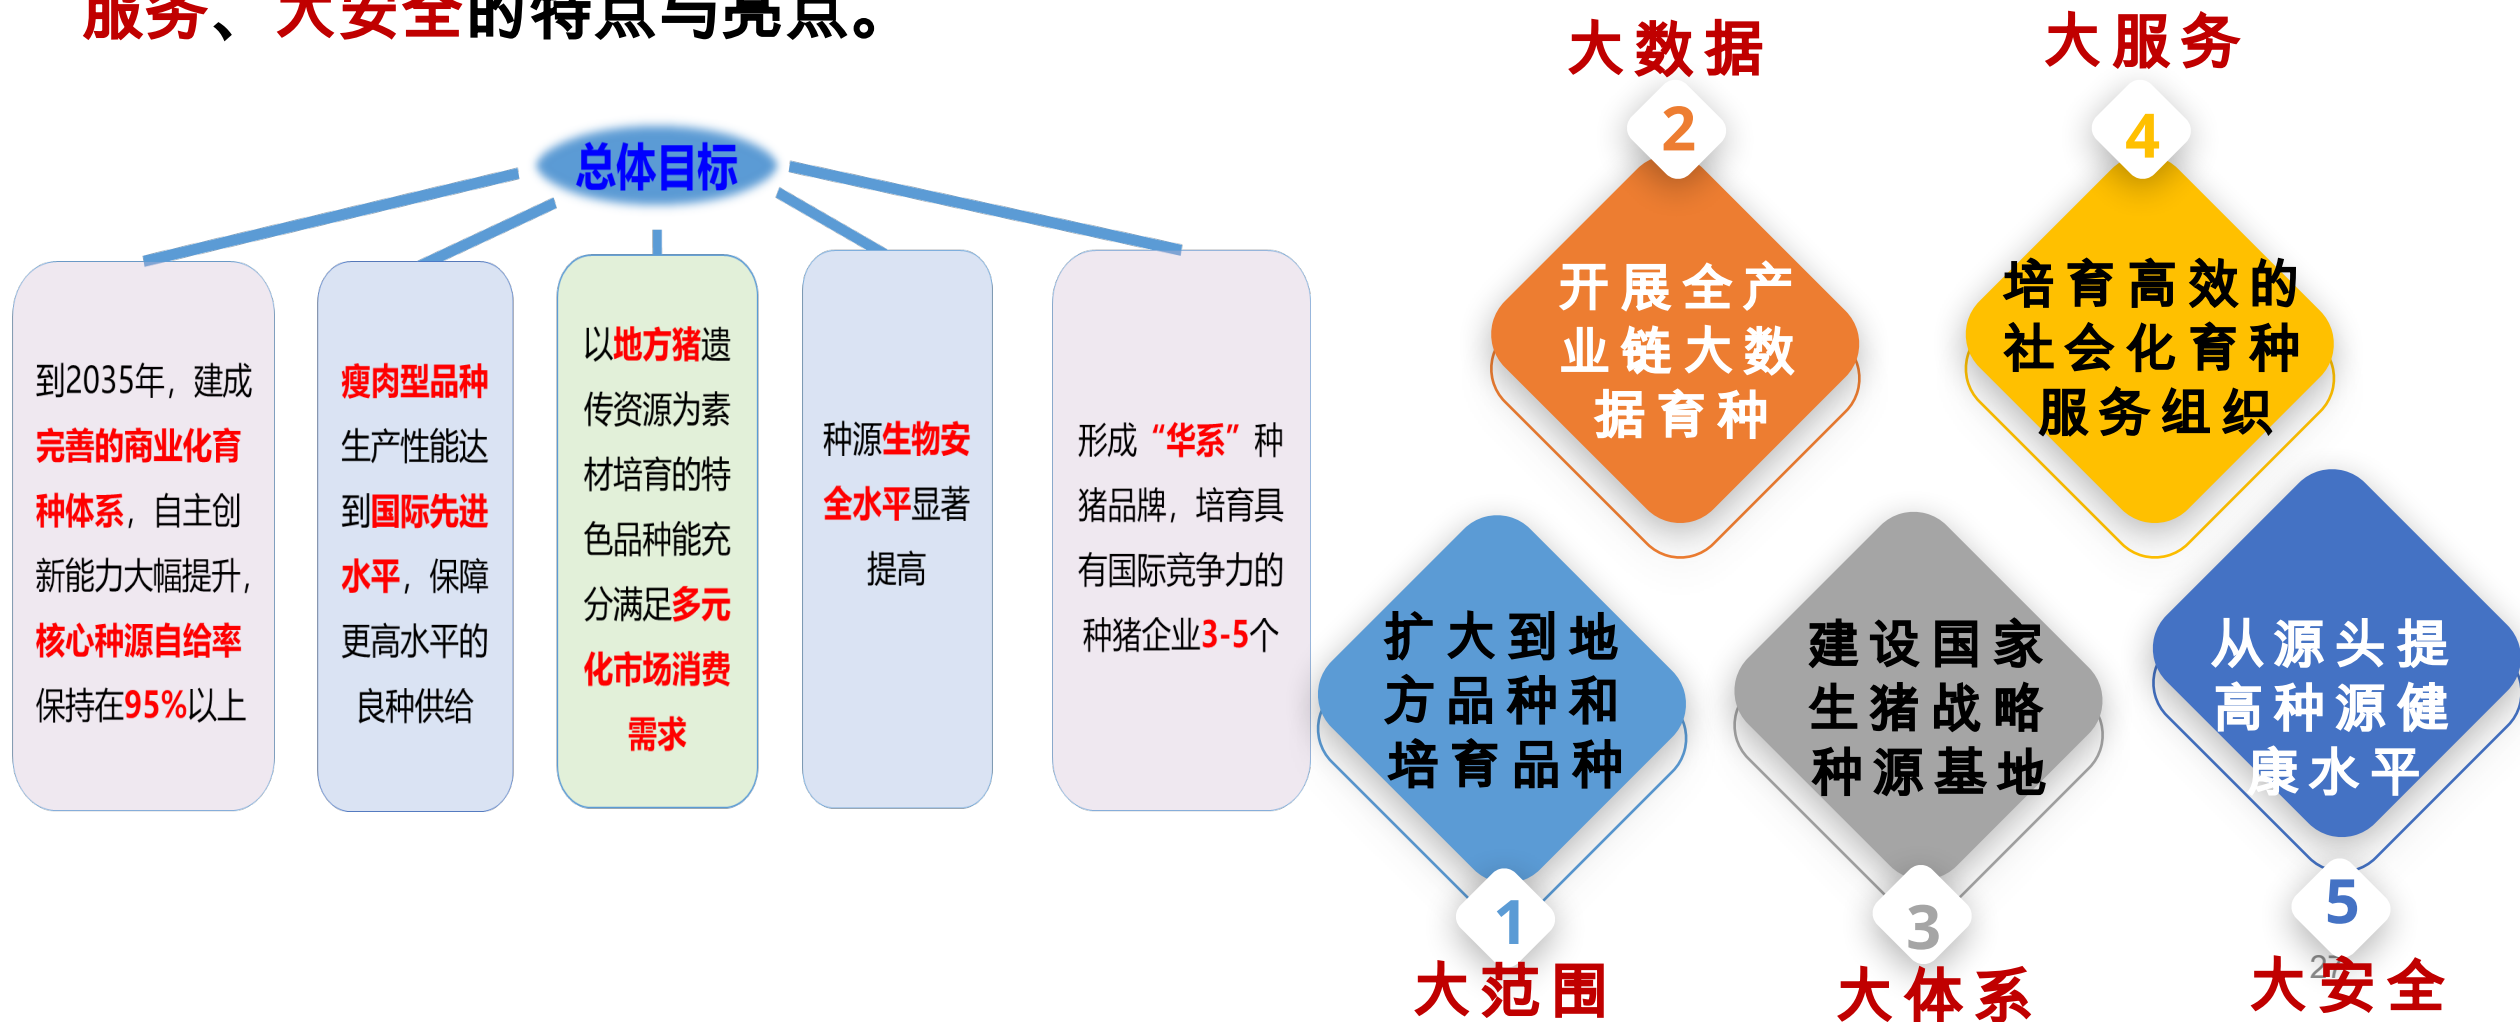 服务、大安全的特点与亮点。
总体目标
到2035年，建成
完善的商业化育
种体系，自主创
新能力大幅提升，
核心种源自给率
保持在95%以上
瘦肉型品种
生产性能达
到国际先进
水平，保障
更高水平的
良种供给
以地方猪遗
传资源为素
材培育的特
色品种能充
分满足多元
化市场消费
需求
种源生物安
全水平显著
提高
形成“华系”种
猪品牌，培育具
有国际竞争力的
种猪企业3-5个
大数据
2
开展全产
业链大数
据育种
大服务
4
培育高效的
社会化育种
服务组织
扩大到地
方品种和
培育品种
1
大范围
建设国家
生猪战略
种源基地
3
大体系
从源头提
高种源健
康水平
5
大安全
27